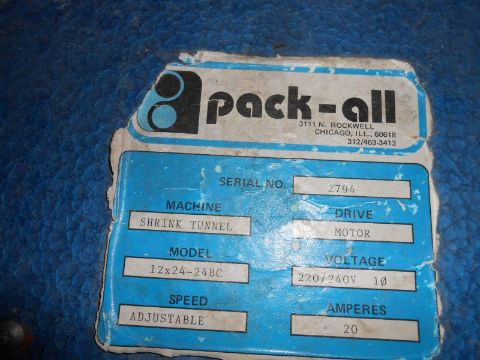 pack-all
3111 N. ROCKWELL
CHICAGO, ILL., 60618
312/463-3413
SERIAL NO. 2794
MACHINE
SHRINK TUNNEL
DRIVE
MOTOR
MODEL
12x24-24BC
VOLTAGE
220/240V 1Ø
SPEED
ADJUSTABLE
AMPERES
20